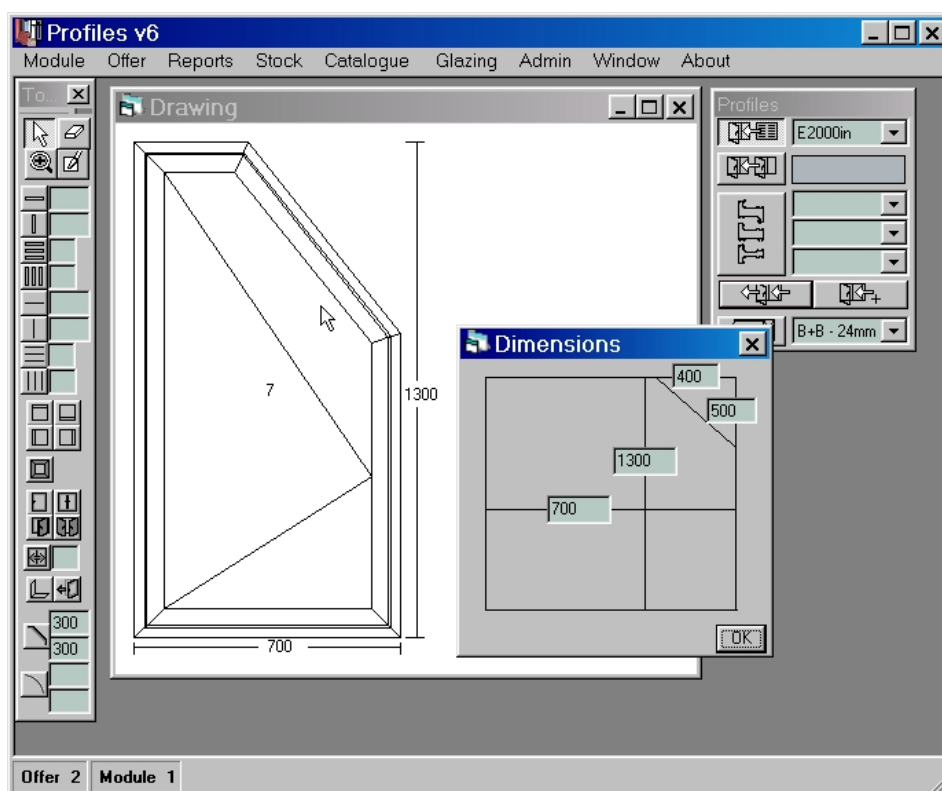 Profiles v6
Module Offer Reports Stock Catalogue Glazing Admin Window About
To...
Drawing
7
1300
700
300
300
Profiles
E2000in
B+B - 24mm
Dimensions
400
500
1300
700
OK
Offer 2 Module 1